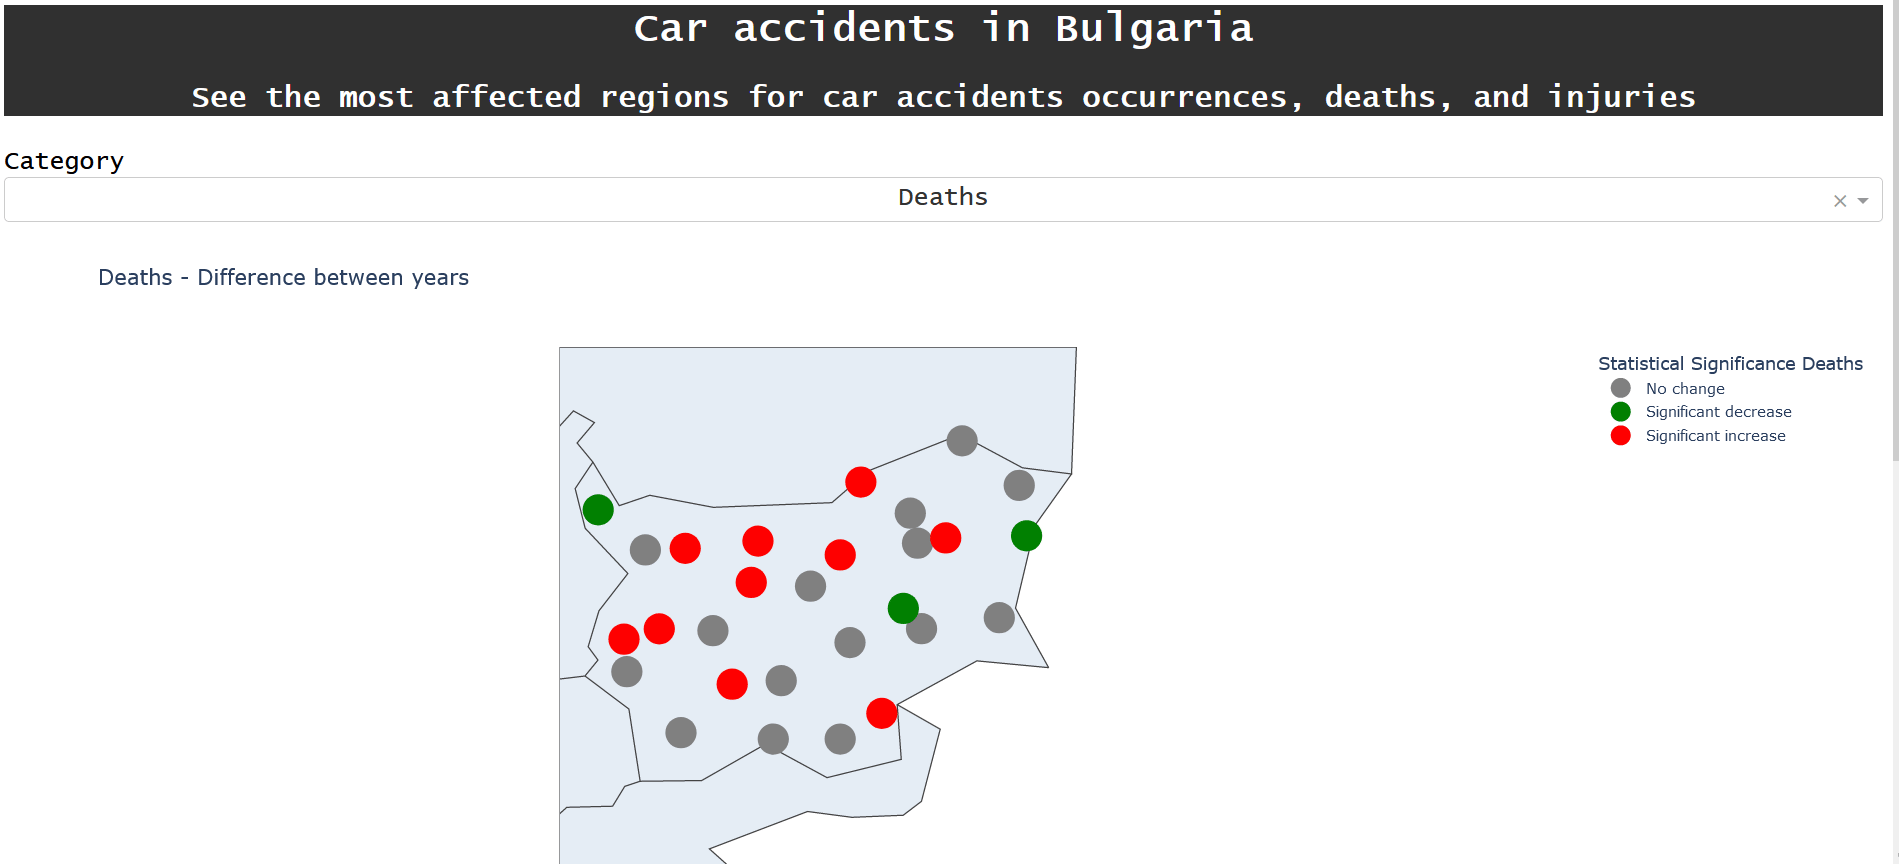 Car accidents in Bulgaria
See the most affected regions for car accidents occurrences, deaths, and injuries
Category
Deaths
Deaths - Difference between years
Statistical Significance Deaths
No change
Significant decrease
Significant increase